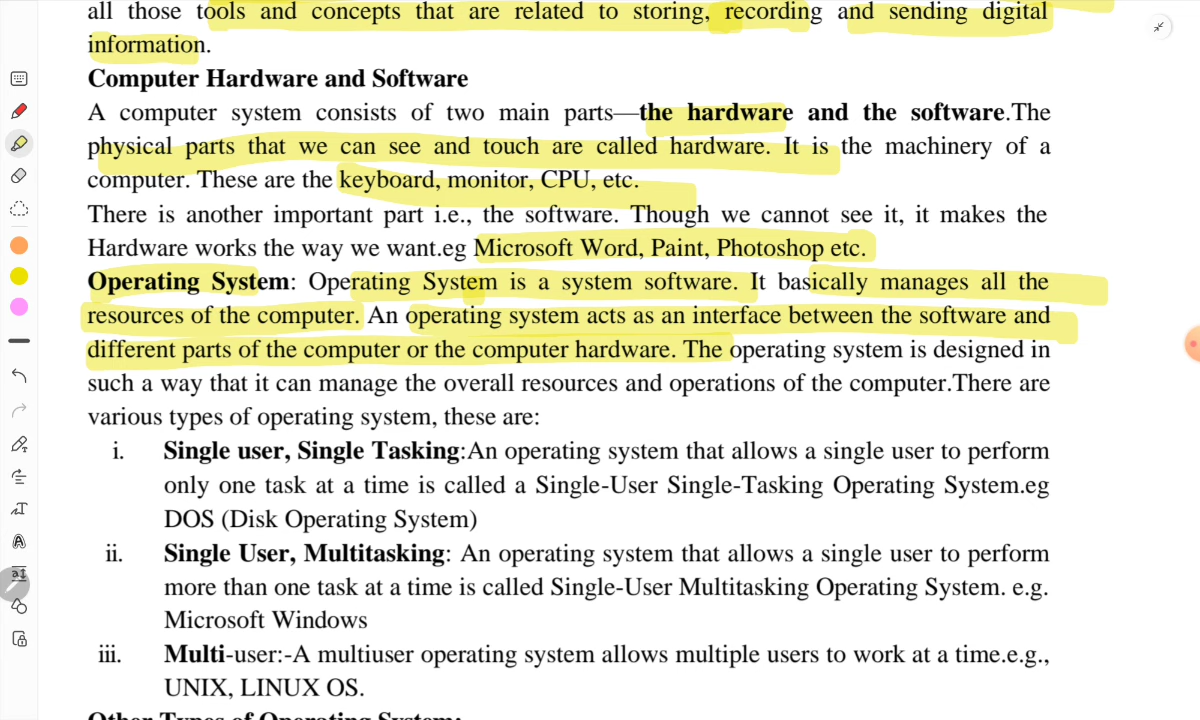 all those tools and concepts that are related to storing, recording and sending digital
information.
Computer Hardware and Software
A computer system consists of two main parts—the hardware and the software.The
physical parts that we can see and touch are called hardware. It is the machinery of a
computer. These are the keyboard, monitor, CPU, etc.
There is another important part i.e., the software. Though we cannot see it, it makes the
Hardware works the way we want.eg Microsoft Word, Paint, Photoshop etc.
Operating System: Operating System is a system software. It basically manages all the
resources of the computer. An operating system acts as an interface between the software and
different parts of the computer or the computer hardware. The operating system is designed in
such a way that it can manage the overall resources and operations of the computer.There are
various types of operating system, these are:
i. Single user, Single Tasking:An operating system that allows a single user to perform
only one task at a time is called a Single-User Single-Tasking Operating System.eg
DOS (Disk Operating System)
ii. Single User, Multitasking: An operating system that allows a single user to perform
more than one task at a time is called Single-User Multitasking Operating System. e.g.
Microsoft Windows
iii. Multi-user:-A multiuser operating system allows multiple users to work at a time.e.g.,
UNIX, LINUX OS.
Other Types of Operating System: